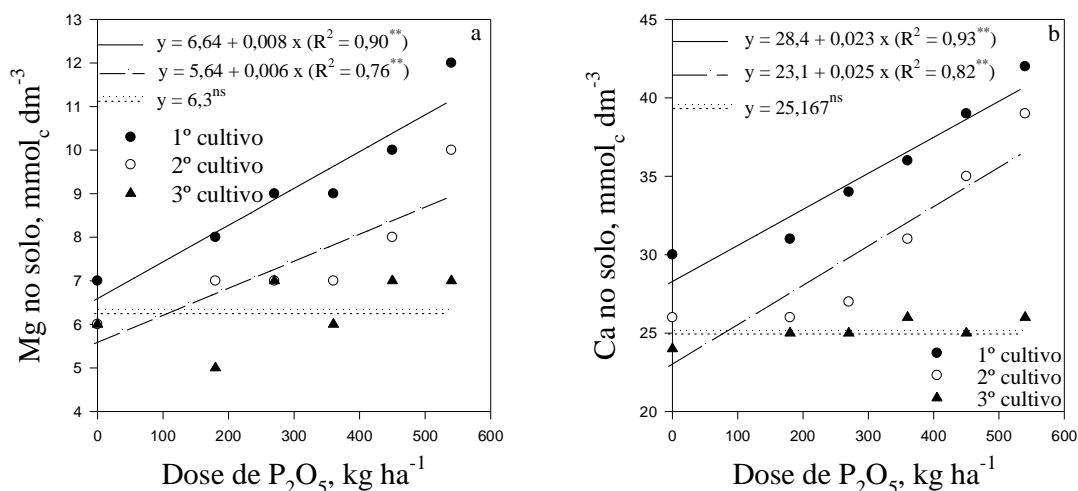 a
y = 6,64 + 0,008 x (R² = 0,90**)
y = 5,64 + 0,006 x (R² = 0,76**)
y = 6,3ns
1º cultivo
2º cultivo
3º cultivo
13
12
11
10
9
8
7
6
5
4
0 100 200 300 400 500 600
Mg no solo, mmolc dm-3
Dose de P2O5, kg ha-1
b
y = 28,4 + 0,023 x (R² = 0,93**)
y = 23,1 + 0,025 x (R² = 0,82**)
y = 25,167ns
1º cultivo
2º cultivo
3º cultivo
45
40
35
30
25
20
0 100 200 300 400 500 600
Ca no solo, mmolc dm-3
Dose de P2O5, kg ha-1